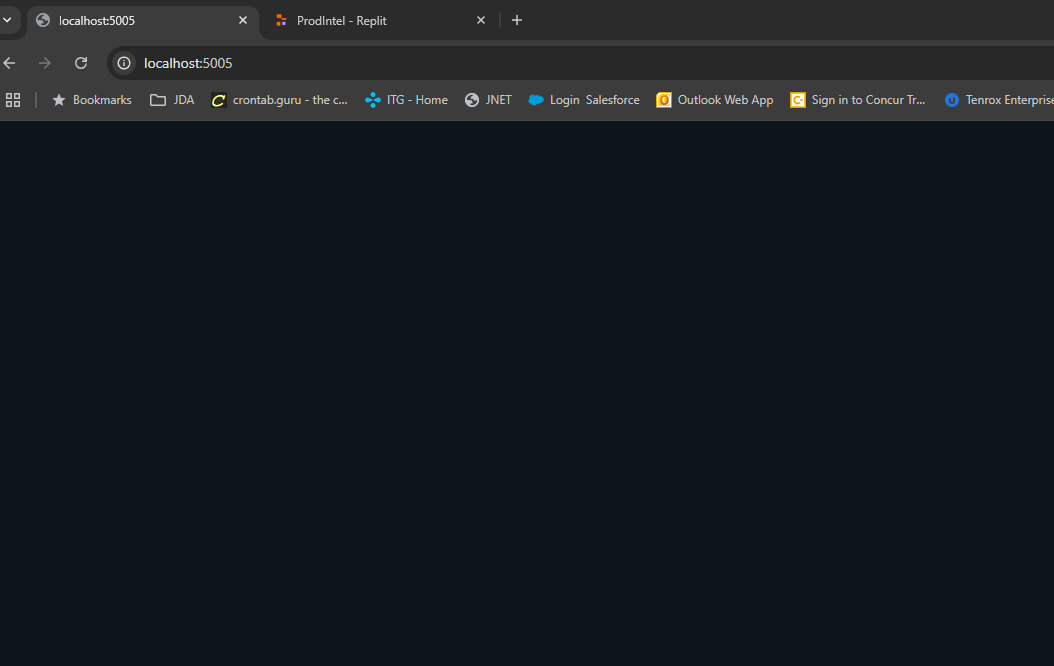 localhost:5005
ProdIntel - Replit
localhost:5005
Bookmarks JDA crontab.guru - the c... ITG - Home JNET Login Salesforce Outlook Web App Sign in to Concur Tr... Tenrox Enterprise